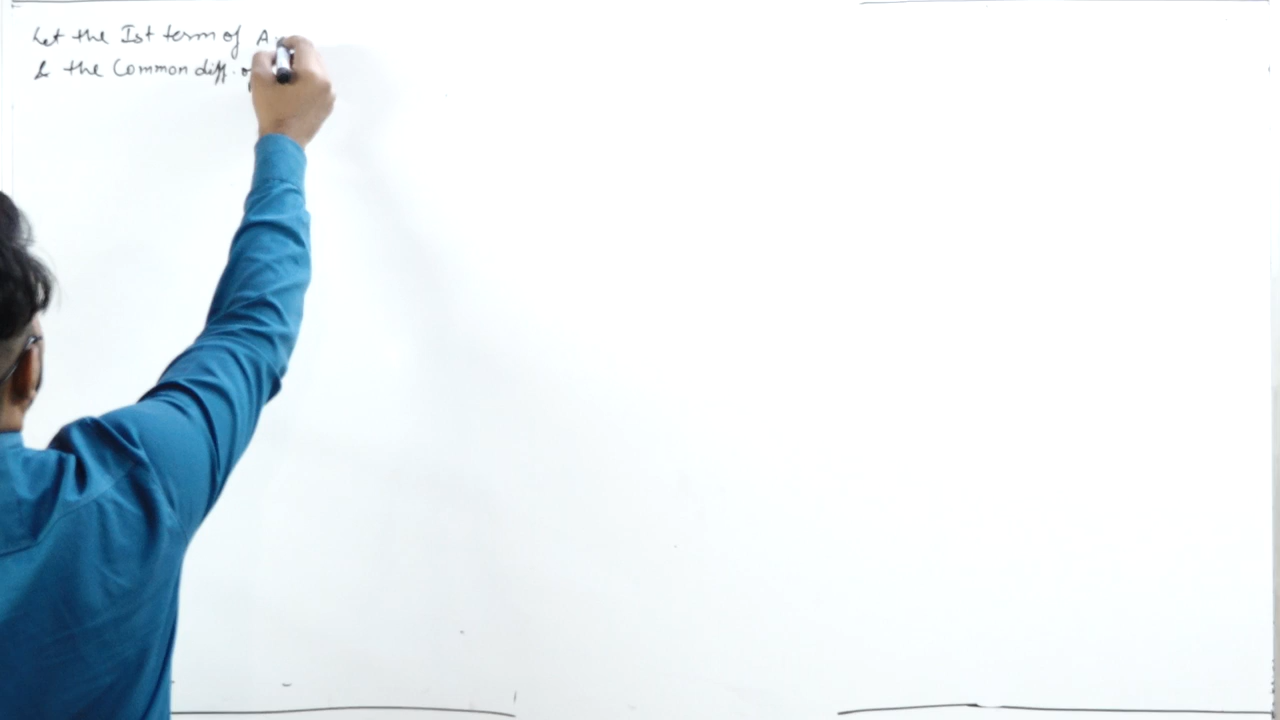 Let the Ist term of A
& the Common diff. o